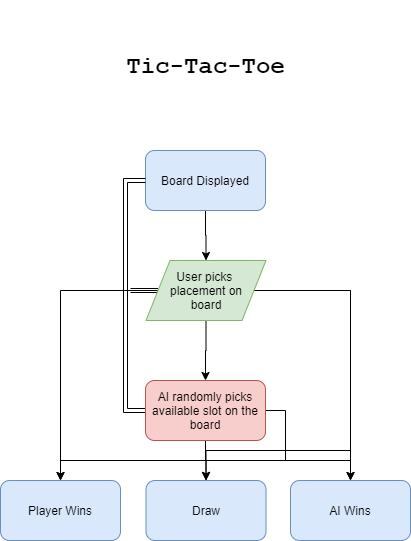 Tic-Tac-Toe
Board Displayed
User picks
placement on
board
AI randomly picks
available slot on the
board
Player Wins
Draw
AI Wins